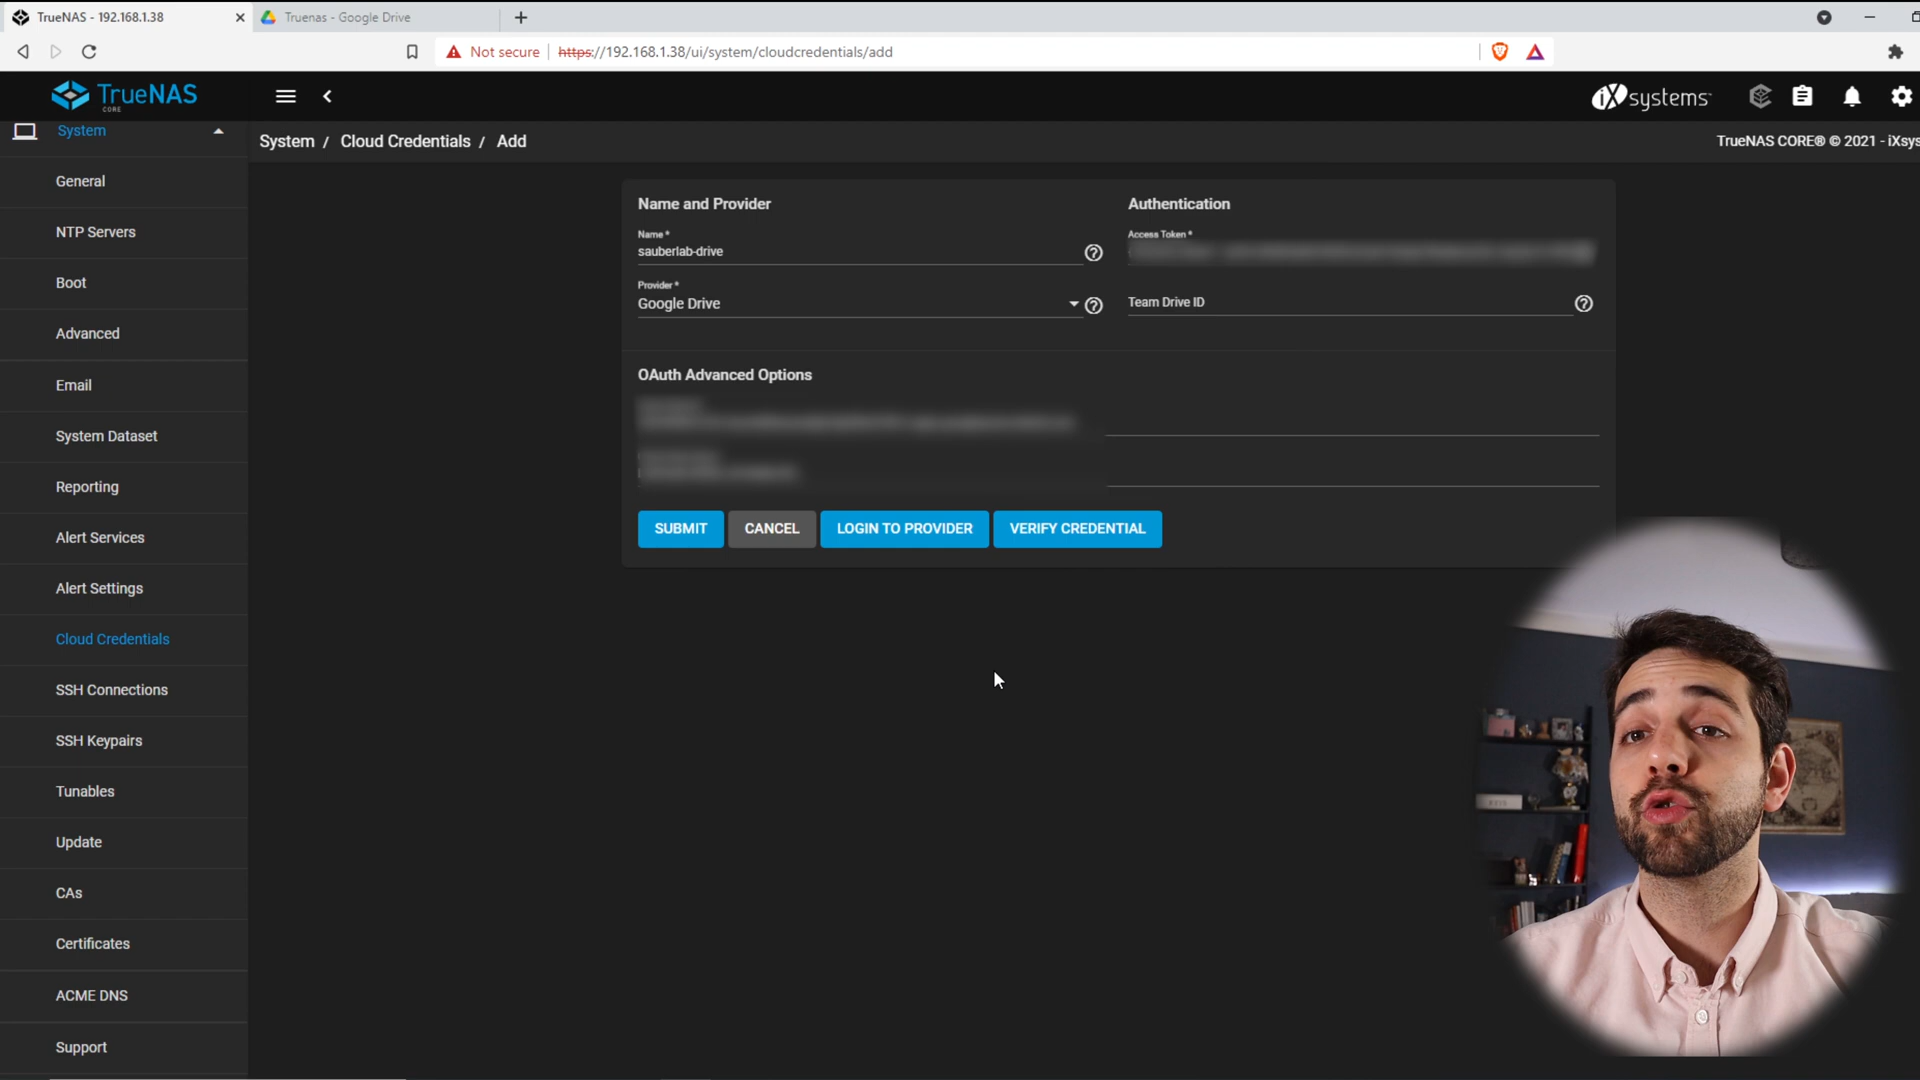 TrueNAS - 192.168.1.38
Truenas - Google Drive
Not secure
https://192.168.1.38/ui/system/cloudcredentials/add
TrueNAS
CORE
iX systems
System
System / Cloud Credentials / Add
TrueNAS CORE® © 2021 - iXsys
General
NTP Servers
Boot
Advanced
Email
System Dataset
Reporting
Alert Services
Alert Settings
Cloud Credentials
SSH Connections
SSH Keypairs
Tunables
Update
CAs
Certificates
ACME DNS
Support
Name and Provider
Name *
sauberlab-drive
Provider *
Google Drive
Authentication
Access Token *
Team Drive ID
OAuth Advanced Options
SUBMIT
CANCEL
LOGIN TO PROVIDER
VERIFY CREDENTIAL